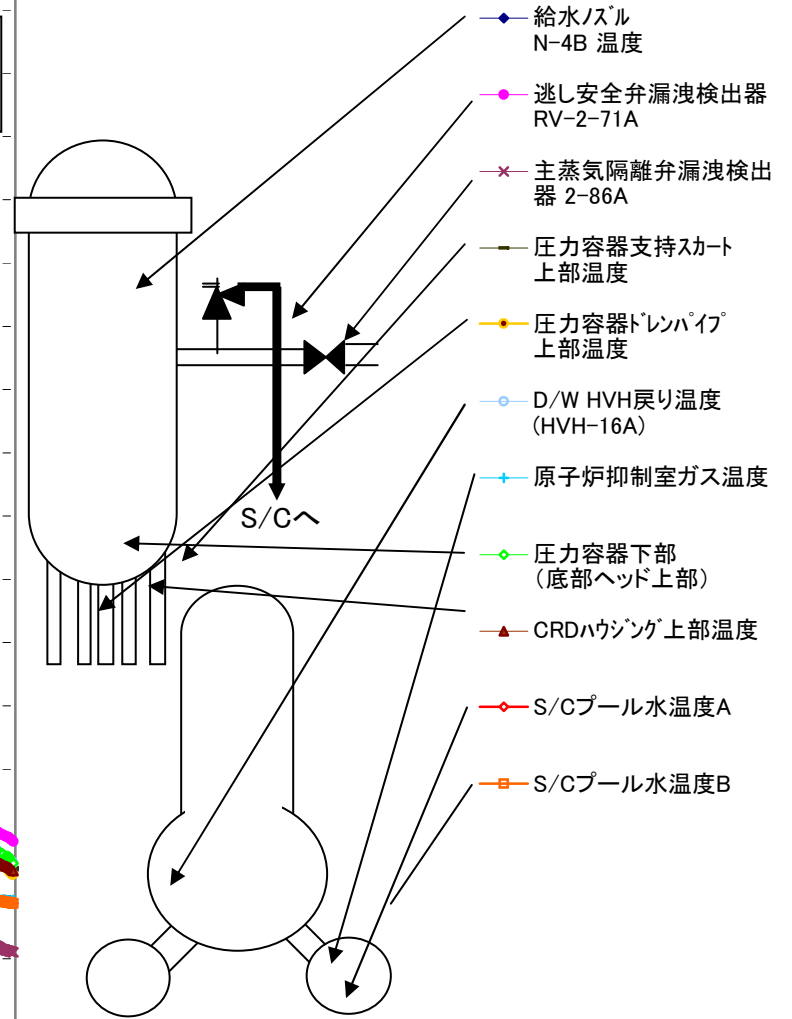 給水ノズル
N-4B 温度
逃し安全弁漏洩検出器
RV-2-71A
主蒸気隔離弁漏洩検出
器 2-86A
圧力容器支持スカート
上部温度
圧力容器ドレンパイプ
上部温度
D/W HVH戻り温度
(HVH-16A)
原子炉抑制室ガス温度
S/Cへ
圧力容器下部
（底部ヘッド上部）
CRDハウジング上部温度
S/Cプール水温度A
S/Cプール水温度B